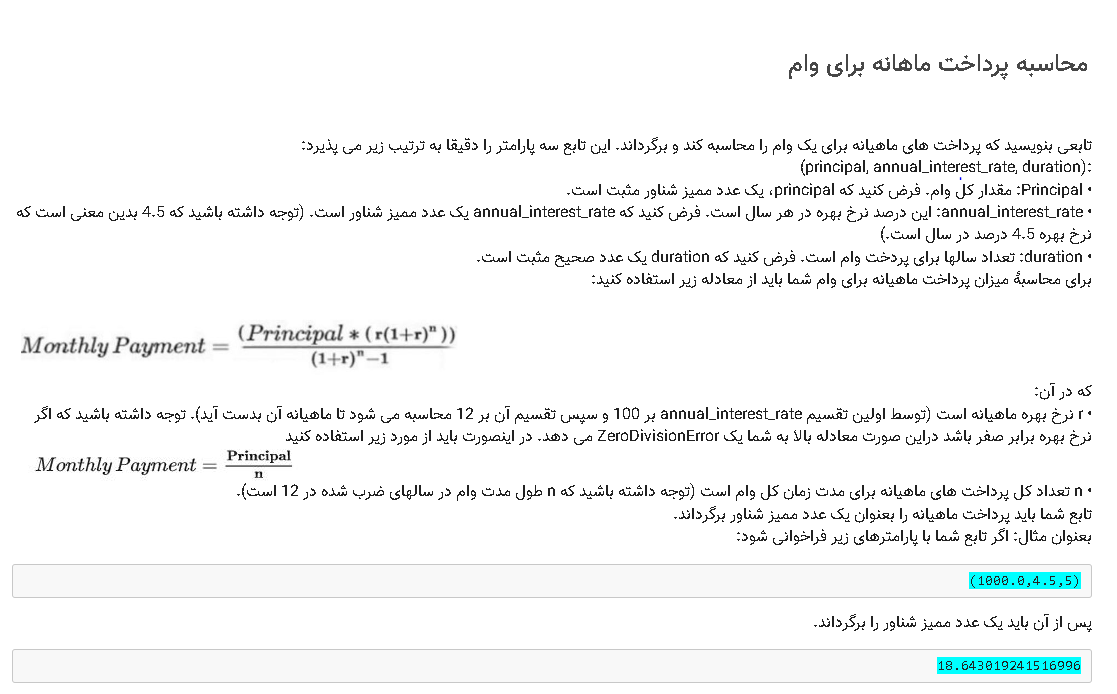 محاسبه پرداخت ماهانه برای وام
تابعی بنویسید که پرداخت های ماهیانه برای یک وام را محاسبه کند و برگرداند. این تابع سه پارامتر را دقیقا به ترتیب زیر می پذیرد:
(principal, annual_interest_rate, duration):
• Principal: مقدار کل وام. فرض کنید که principal، یک عدد ممیز شناور مثبت است.
• annual_interest_rate: این درصد نرخ بهره در هر سال است. فرض کنید که annual_interest_rate یک عدد ممیز شناور است. (توجه داشته باشید که 4.5 بدین معنی است که
نرخ بهره 4.5 درصد در سال است.)
• duration: تعداد سالها برای پردخت وام است. فرض کنید که duration یک عدد صحیح مثبت است.
برای محاسبهٔ میزان پرداخت ماهیانه برای وام شما باید از معادله زیر استفاده کنید:
Monthly Payment = (Principal * ( r(1+r)^n )) / (1+r)^n −1
که در آن:
• r نرخ بهره ماهیانه است (توسط اولین تقسیم annual_interest_rate بر 100 و سپس تقسیم آن بر 12 محاسبه می شود تا ماهیانه آن بدست آید). توجه داشته باشید که اگر
نرخ بهره برابر صفر باشد دراین صورت معادله بالا به شما یک ZeroDivisionError می دهد. در اینصورت باید از مورد زیر استفاده کنید
Monthly Payment = Principal / n
• n تعداد کل پرداخت های ماهیانه برای مدت زمان کل وام است (توجه داشته باشید که n طول مدت وام در سالهای ضرب شده در 12 است).
تابع شما باید پرداخت ماهیانه را بعنوان یک عدد ممیز شناور برگرداند.
بعنوان مثال: اگر تابع شما با پارامترهای زیر فراخوانی شود:
(1000.0,4.5,5)
پس از آن باید یک عدد ممیز شناور را برگرداند.
18.643019241516996